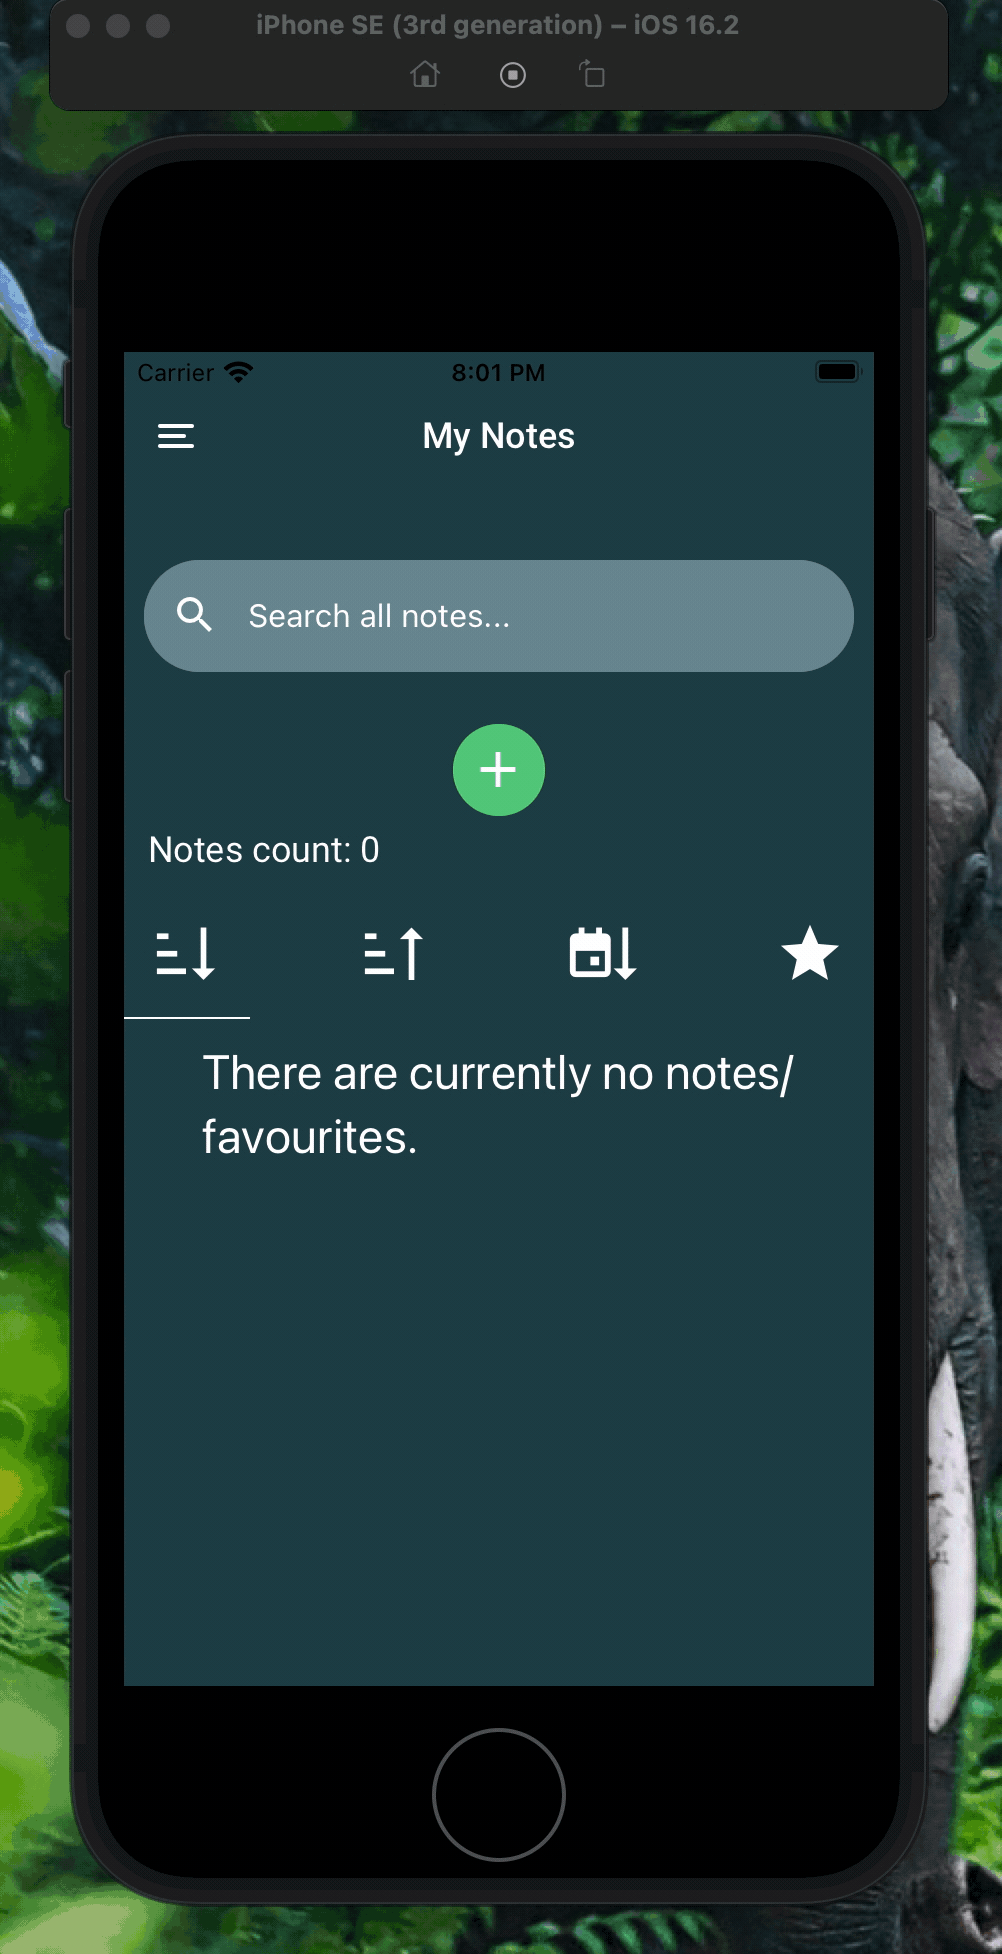 iPhone SE (3rd generation) – iOS 16.2
Carrier 8:01 PM
My Notes
Search all notes...
Notes count: 0
There are currently no notes/
favourites.